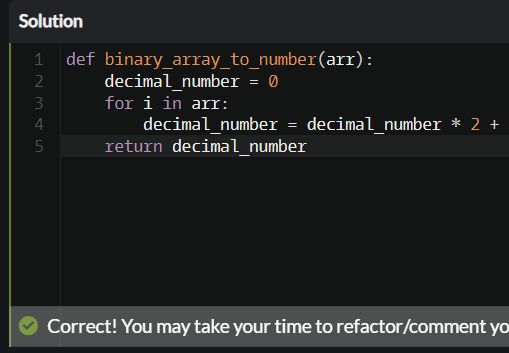 Solution
1 def binary_array_to_number(arr):
2 decimal_number = 0
3 for i in arr:
4 decimal_number = decimal_number * 2 +
5 return decimal_number
Correct! You may take your time to refactor/comment yo